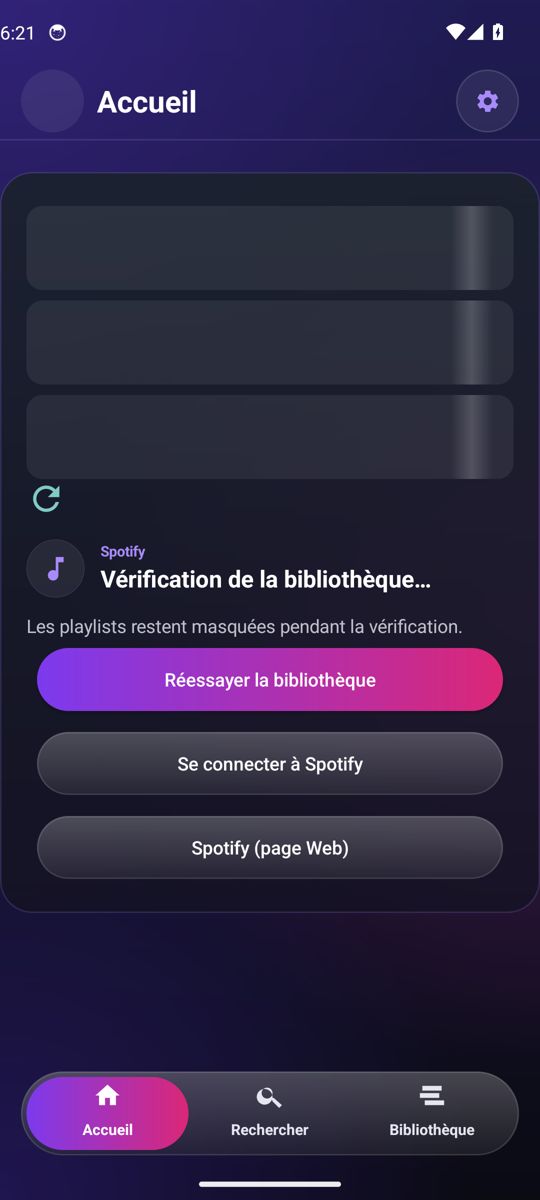 6:21
Accueil
Spotify
Vérification de la bibliothèque…
Les playlists restent masquées pendant la vérification.
Réessayer la bibliothèque
Se connecter à Spotify
Spotify (page Web)
Accueil
Rechercher
Bibliothèque